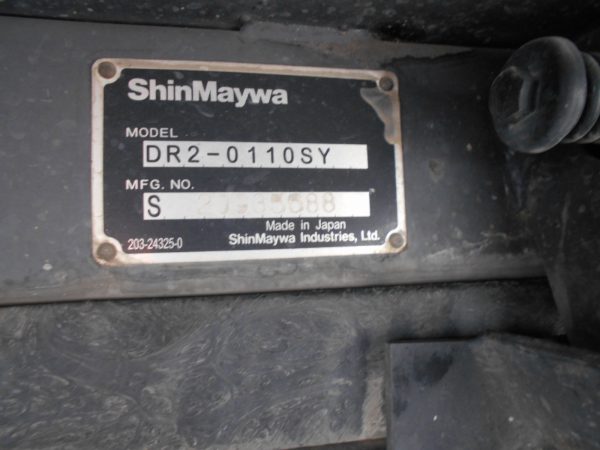 ShinMaywa
MODEL
DR2-0110SY
MFG. NO.
S
Made in Japan
203-24325-0
ShinMaywa Industries, Ltd.